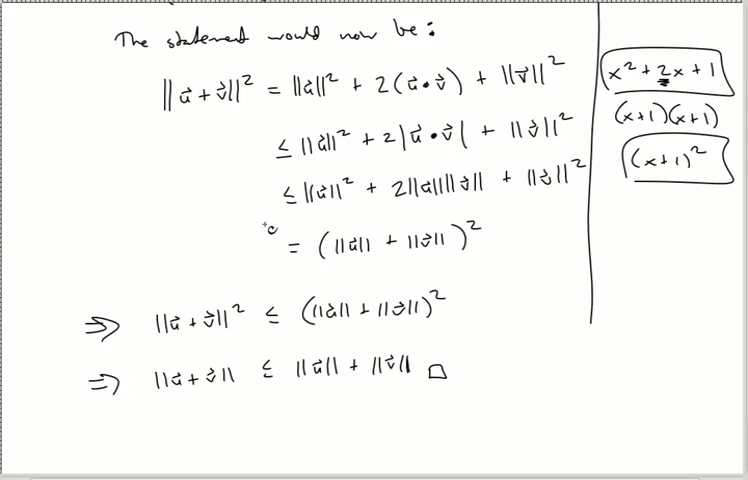 The statement would now be:
||u⃗ + v⃗||² = ||u⃗||² + 2(u⃗•v⃗) + ||v⃗||²
≤ ||u⃗||² + 2|u⃗•v⃗| + ||v⃗||²
≤ ||u⃗||² + 2||u⃗||||v⃗|| + ||v⃗||²
= (||u⃗|| + ||v⃗||)²
⇒ ||u⃗ + v⃗||² ≤ (||u⃗|| + ||v⃗||)²
⇒ ||u⃗ + v⃗|| ≤ ||u⃗|| + ||v⃗|| □
x² + 2x + 1
(x+1)(x+1)
(x+1)²